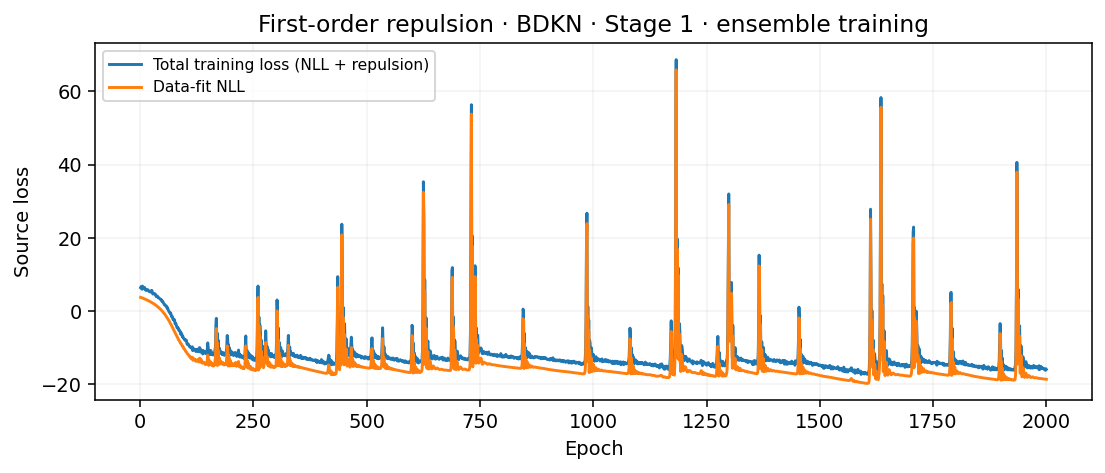 First-order repulsion · BDKN · Stage 1 · ensemble training
Total training loss (NLL + repulsion)
Data-fit NLL
Source loss
60
40
20
0
−20
0 250 500 750 1000 1250 1500 1750 2000
Epoch